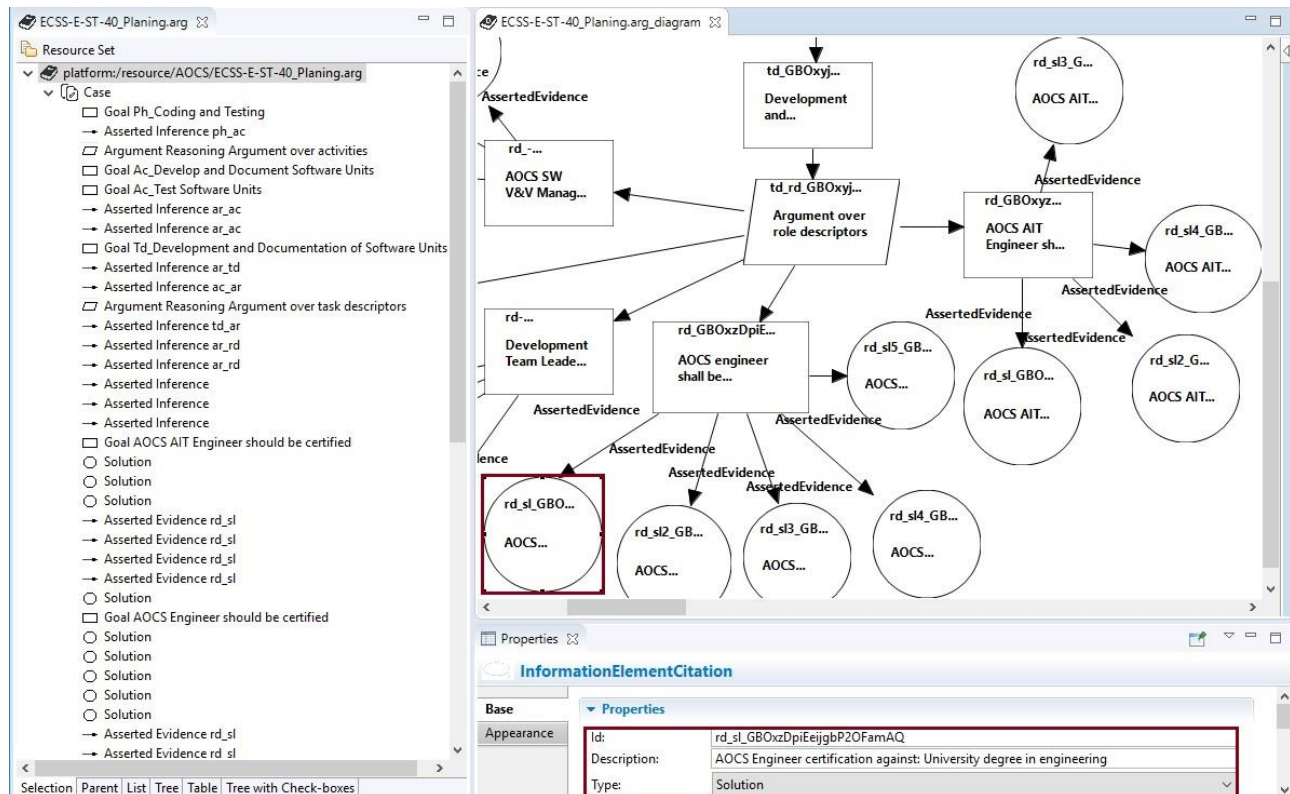 ECSS-E-ST-40_Planing.arg
Resource Set
platform:/resource/AOCS/ECSS-E-ST-40_Planing.arg
Case
Goal Ph_Coding and Testing
Asserted Inference ph_ac
Argument Reasoning Argument over activities
Goal Ac_Develop and Document Software Units
Goal Ac_Test Software Units
Asserted Inference ar_ac
Asserted Inference ar_ac
Goal Td_Development and Documentation of Software Units
Asserted Inference ar_td
Asserted Inference ac_ar
Argument Reasoning Argument over task descriptors
Asserted Inference td_ar
Asserted Inference ar_rd
Asserted Inference ar_rd
Asserted Inference
Asserted Inference
Asserted Inference
Goal AOCS AIT Engineer should be certified
Solution
Solution
Solution
Asserted Evidence rd_sl
Asserted Evidence rd_sl
Asserted Evidence rd_sl
Asserted Evidence rd_sl
Solution
Goal AOCS Engineer should be certified
Solution
Solution
Solution
Solution
Solution
Asserted Evidence rd_sl
Asserted Evidence rd_sl
Selection Parent List Tree Table Tree with Check-boxes
ECSS-E-ST-40_Planing.arg_diagram
AssertedEvidence
rd_-...
AOCS SW
V&V Manag...
td_GBOxyj...
Development
and...
td_rd_GBOxyj...
Argument over
role descriptors
rd_sl3_G...
AOCS AIT...
AssertedEvidence
rd_GBOxyz...
AOCS AIT
Engineer sh...
rd_sl4_GB...
AOCS AIT...
AssertedEvidence
AssertedEvidence
AssertedEvidence
rd_sl_GBO...
AOCS AIT...
rd_sl2_G...
AOCS AIT...
rd-...
Development
Team Leade...
rd_GBOxzDpiE...
AOCS engineer
shall be...
rd_sl5_GB...
AOCS...
AssertedEvidence
AssertedEvidence
AssertedEvidence
AssertedEvidence
AssertedEvidence
lence
rd_sl_GBO...
AOCS...
rd_sl2_GB...
AOCS...
rd_sl3_GB...
AOCS...
rd_sl4_GB...
AOCS...
Properties
InformationElementCitation
Base
Appearance
Properties
Id: rd_sl_GBOxzDpiEeijgbP2OFamAQ
Description: AOCS Engineer certification against: University degree in engineering
Type: Solution